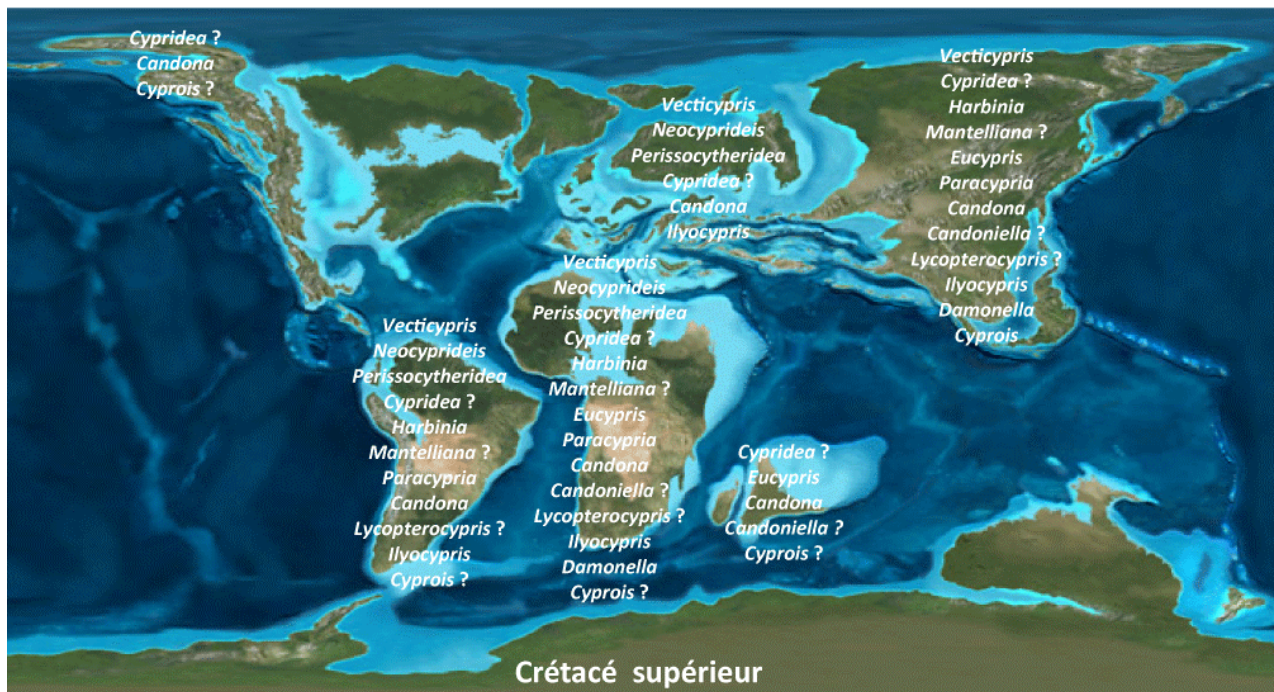 Cypridea ?
Candona
Cyprois ?
Vecticypris
Neocyprideis
Perissocytheridea
Cypridea ?
Candona
Ilyocypris
Vecticypris
Cypridea ?
Harbinia
Mantelliana ?
Eucypris
Paracypria
Candona
Candoniella ?
Lycopterocypris ?
Ilyocypris
Damonella
Cyprois
Vecticypris
Neocyprideis
Perissocytheridea
Cypridea ?
Harbinia
Mantelliana ?
Paracypria
Candona
Lycopterocypris ?
Ilyocypris
Cyprois ?
Vecticypris
Neocyprideis
Perissocytheridea
Cypridea ?
Harbinia
Mantelliana ?
Eucypris
Paracypria
Candona
Candoniella ?
Lycopterocypris ?
Ilyocypris
Damonella
Cyprois ?
Cypridea ?
Eucypris
Candona
Candoniella ?
Cyprois ?
Crétacé supérieur